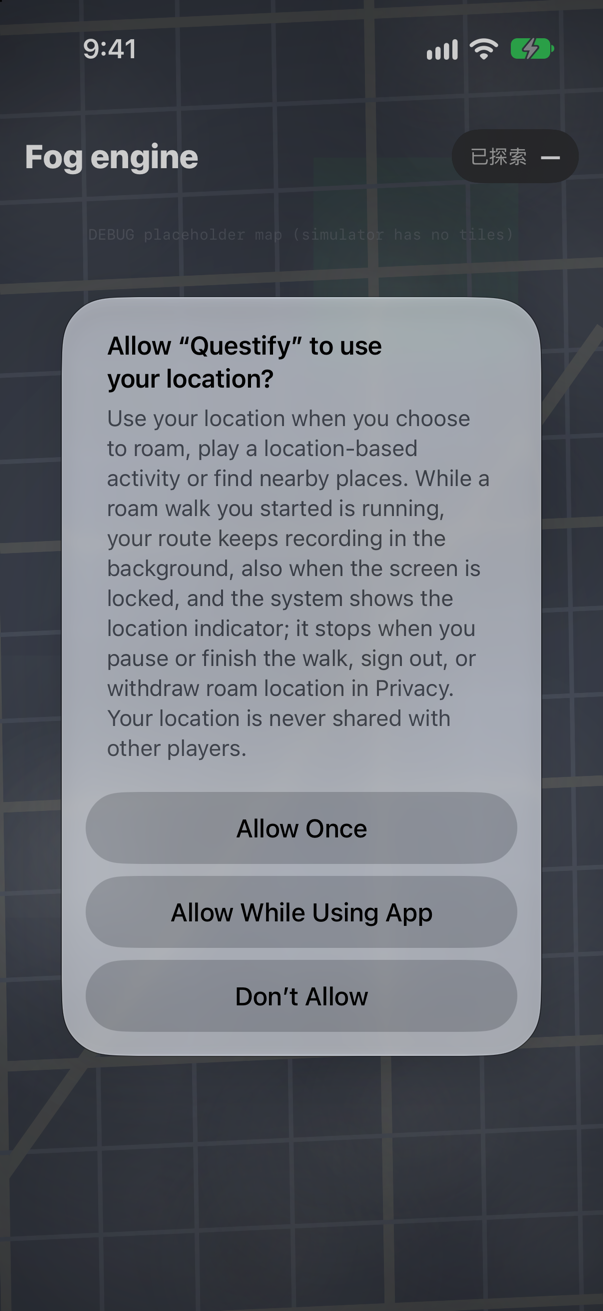 9:41
Fog engine
已探索 —
DEBUG placeholder map (simulator has no tiles)
Allow “Questify” to use
your location?
Use your location when you choose
to roam, play a location-based
activity or find nearby places. While a
roam walk you started is running,
your route keeps recording in the
background, also when the screen is
locked, and the system shows the
location indicator; it stops when you
pause or finish the walk, sign out, or
withdraw roam location in Privacy.
Your location is never shared with
other players.
Allow Once
Allow While Using App
Don’t Allow